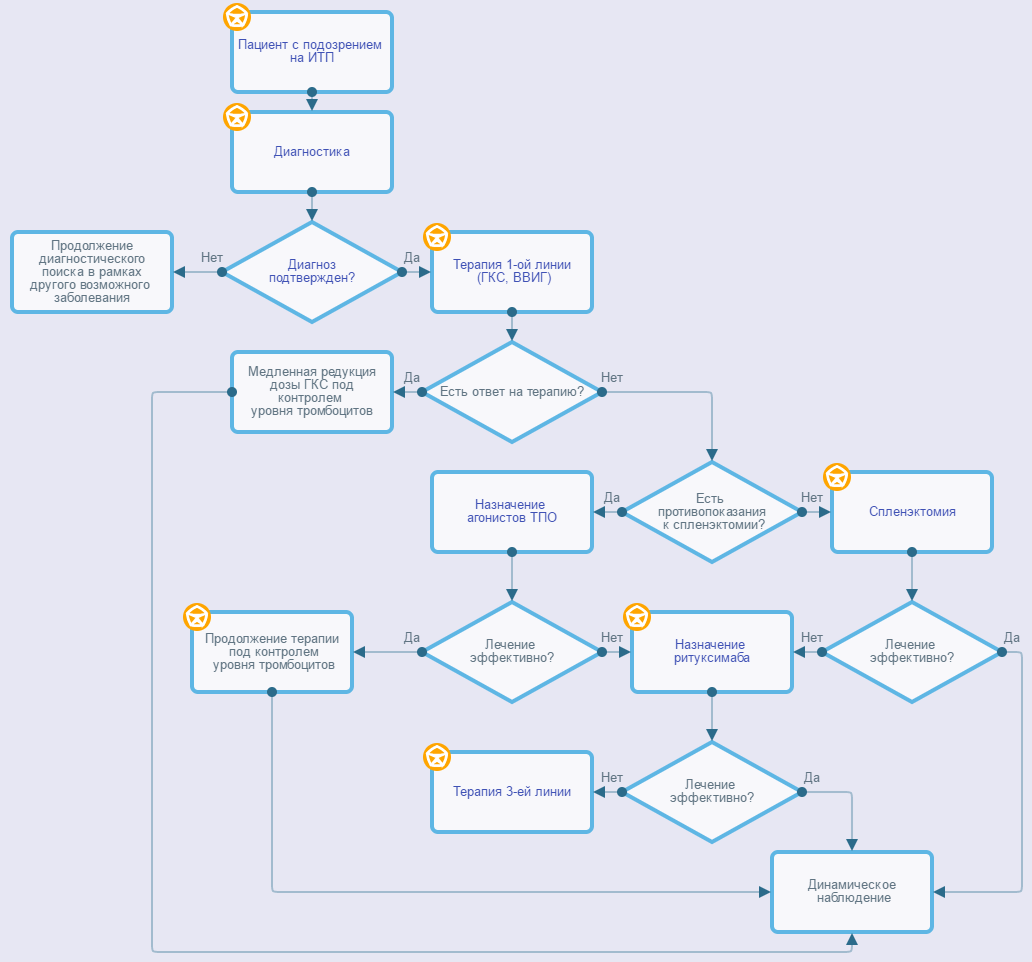 Пациент с подозрением
на ИТП
Диагностика
Продолжение
диагностического
поиска в рамках
другого возможного
заболевания
Нет
Диагноз
подтвержден?
Да
Терапия 1-ой линии
(ГКС, ВВИГ)
Медленная редукция
дозы ГКС под
контролем
уровня тромбоцитов
Да
Есть ответ на терапию?
Нет
Назначение
агонистов ТПО
Да
Есть
противопоказания
к спленэктомии?
Нет
Спленэктомия
Продолжение терапии
под контролем
уровня тромбоцитов
Да
Лечение
эффективно?
Нет
Назначение
ритуксимаба
Нет
Лечение
эффективно?
Да
Терапия 3-ей линии
Нет
Лечение
эффективно?
Да
Динамическое
наблюдение